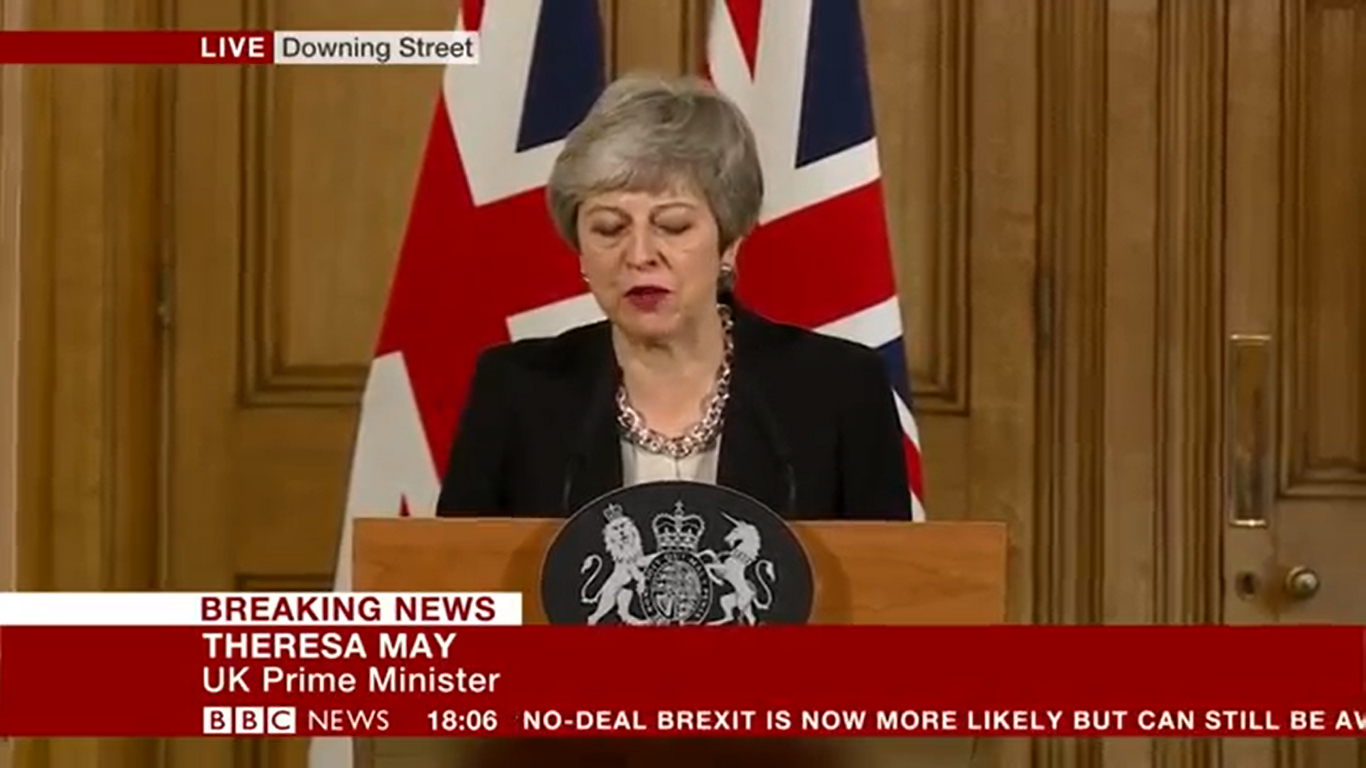 LIVE Downing Street
BREAKING NEWS
THERESA MAY
UK Prime Minister
BBC NEWS 18:06 NO-DEAL BREXIT IS NOW MORE LIKELY BUT CAN STILL BE AV